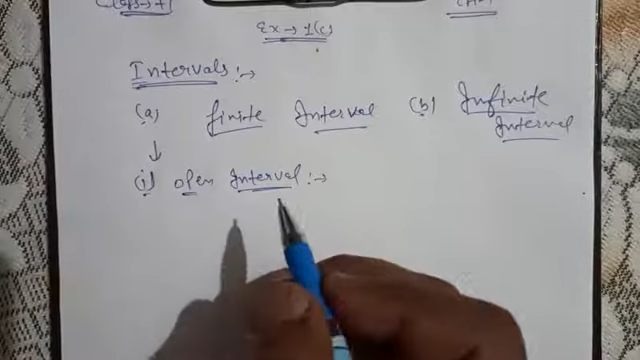 Ex → 1(c)
Intervals :→
(a) finite Interval (b) Infinite Interval
↓
(i) open Interval :→